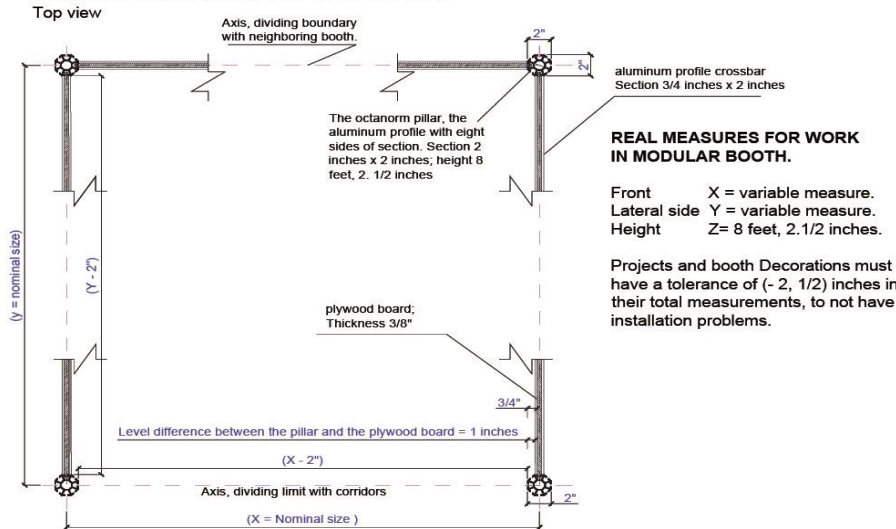 Top view
Axis, dividing boundary
with neighboring booth.
2"
2"
aluminum profile crossbar
Section 3/4 inches x 2 inches
The octanorm pillar, the
aluminum profile with eight
sides of section. Section 2
inches x 2 inches; height 8
feet, 2. 1/2 inches
REAL MEASURES FOR WORK
IN MODULAR BOOTH.
Front X = variable measure.
Lateral side Y = variable measure.
Height Z= 8 feet, 2.1/2 inches.
Projects and booth Decorations must
have a tolerance of (- 2, 1/2) inches in
their total measurements, to not have
installation problems.
(y = nominal size)
(Y - 2")
plywood board;
Thickness 3/8"
3/4"
Level difference between the pillar and the plywood board = 1 inches
(X - 2")
Axis, dividing limit with corridors
2"
(X = Nominal size )